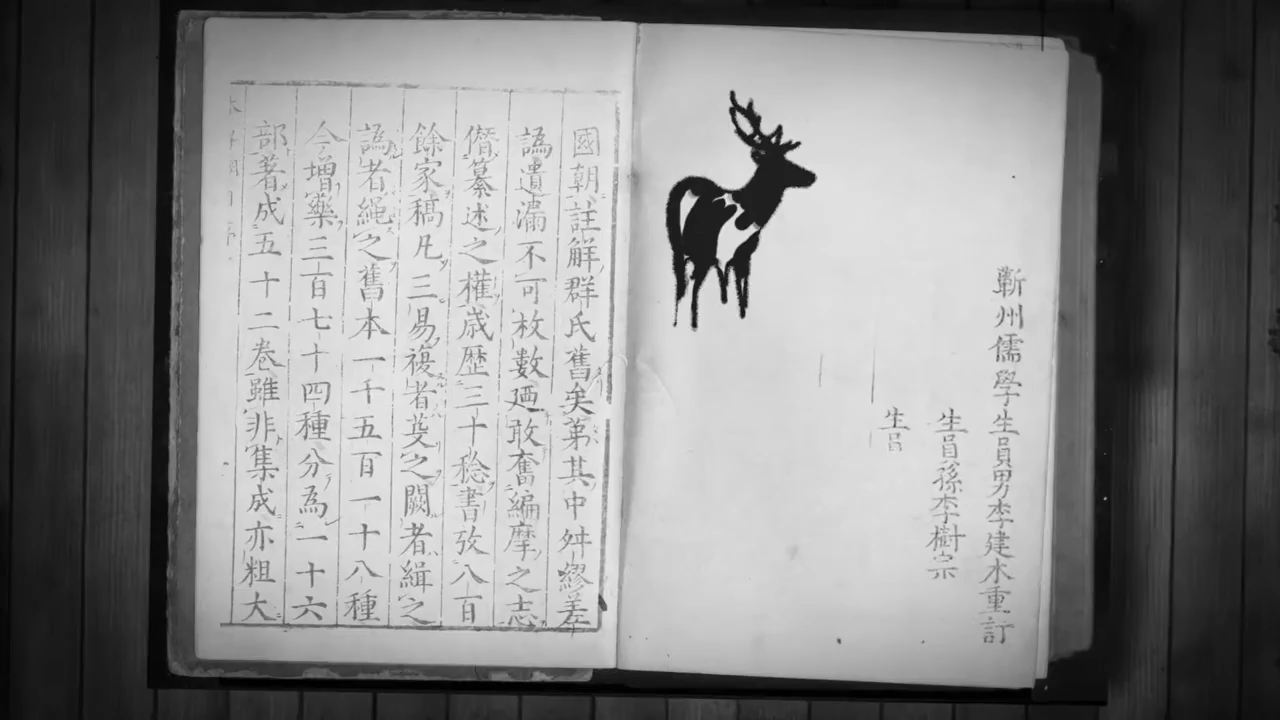 蘄州儒學生員男李建木重訂
生員孫李樹宗
生員
國朝註解群氏舊矣第其中舛繆差
譌遺漏不可枚數廼敢奮編摩之志
僭纂述之權歲歷三十稔書攷八百
餘家稿凡三易複者芟之闕者緝之
譌者繩之舊本一千五百一十八種
今增藥三百七十四種分為一十六
部著成五十二卷雖非集成亦粗大